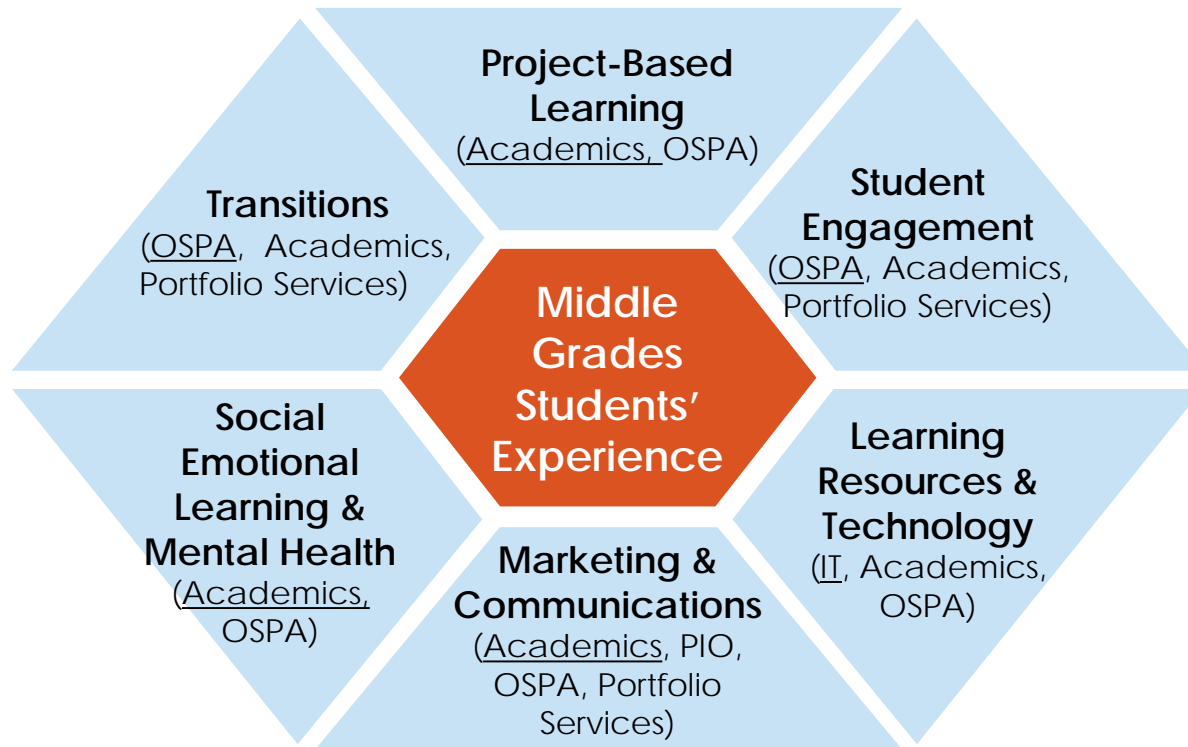 Project-Based
Learning
(Academics, OSPA)
Transitions
(OSPA, Academics,
Portfolio Services)
Student
Engagement
(OSPA, Academics,
Portfolio Services)
Middle
Grades
Students’
Experience
Social
Emotional
Learning &
Mental Health
(Academics,
OSPA)
Marketing &
Communications
(Academics, PIO,
OSPA, Portfolio
Services)
Learning
Resources &
Technology
(IT, Academics,
OSPA)